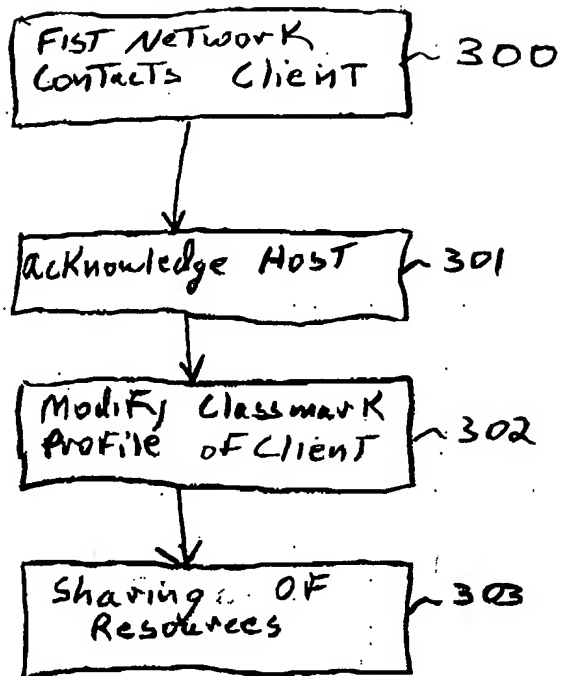 FIST NETWORK
CONTACTS CLIENT
300
acknowledge HOST
301
Modify Classmark
Profile of Client
302
Sharing OF
Resources
303